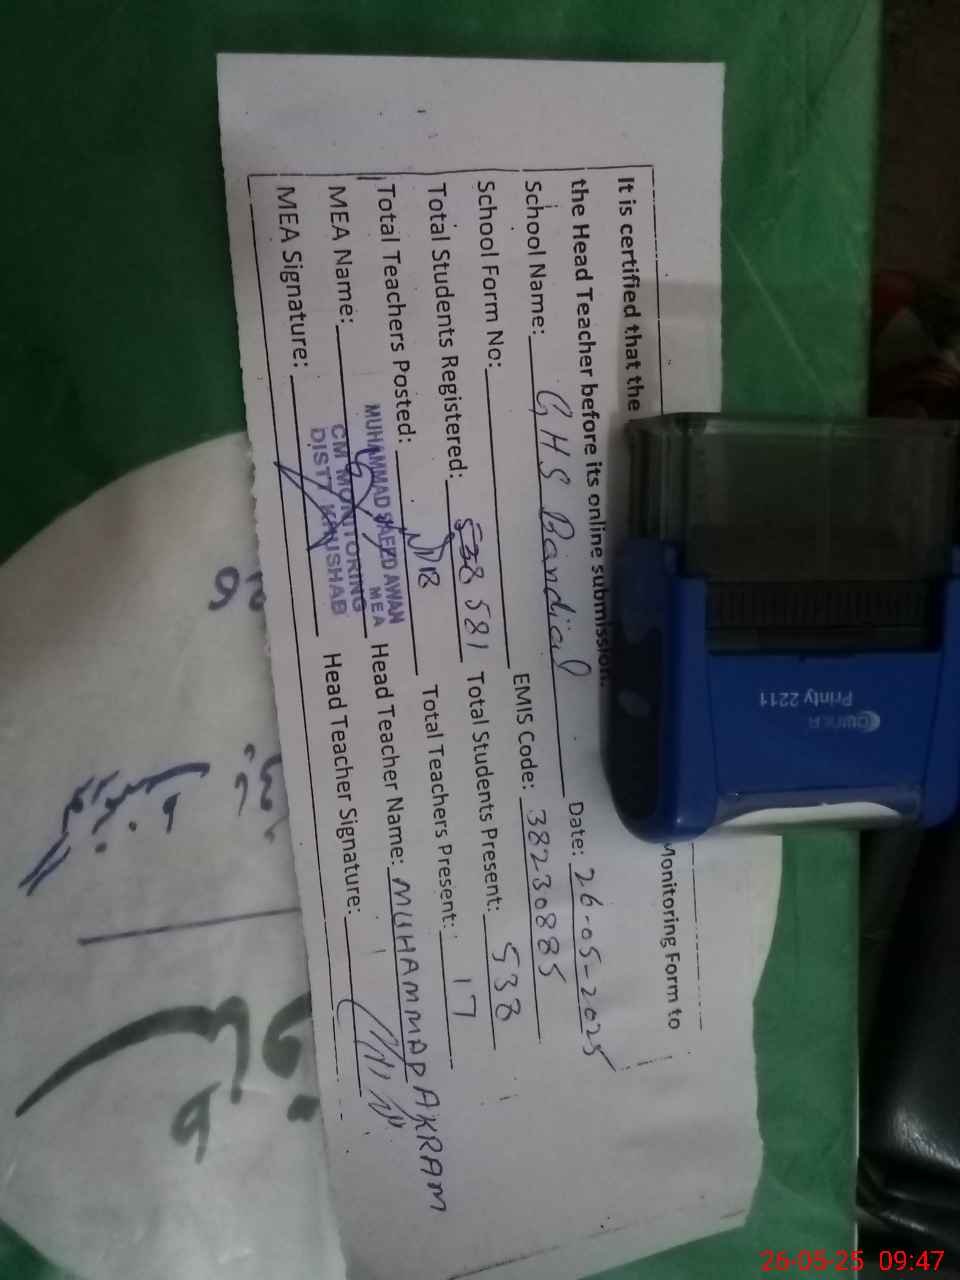 Monitoring Form to
It is certified that the
the Head Teacher before its online submission.
School Name: GHS Bandial Date: 26-05-2025
School Form No: EMIS Code: 38230885
Total Students Registered: 538 581 Total Students Present: 538
Total Teachers Posted: 18 Total Teachers Present: 17
MEA Name: Head Teacher Name: MUHAMMAD AKRAM
MEA Signature: Head Teacher Signature:
MUHAMMAD SAEED AWAN
MEA
CM MONITORING
DISTT KHUSHAB
Printy 2211
26-05-25 09:47